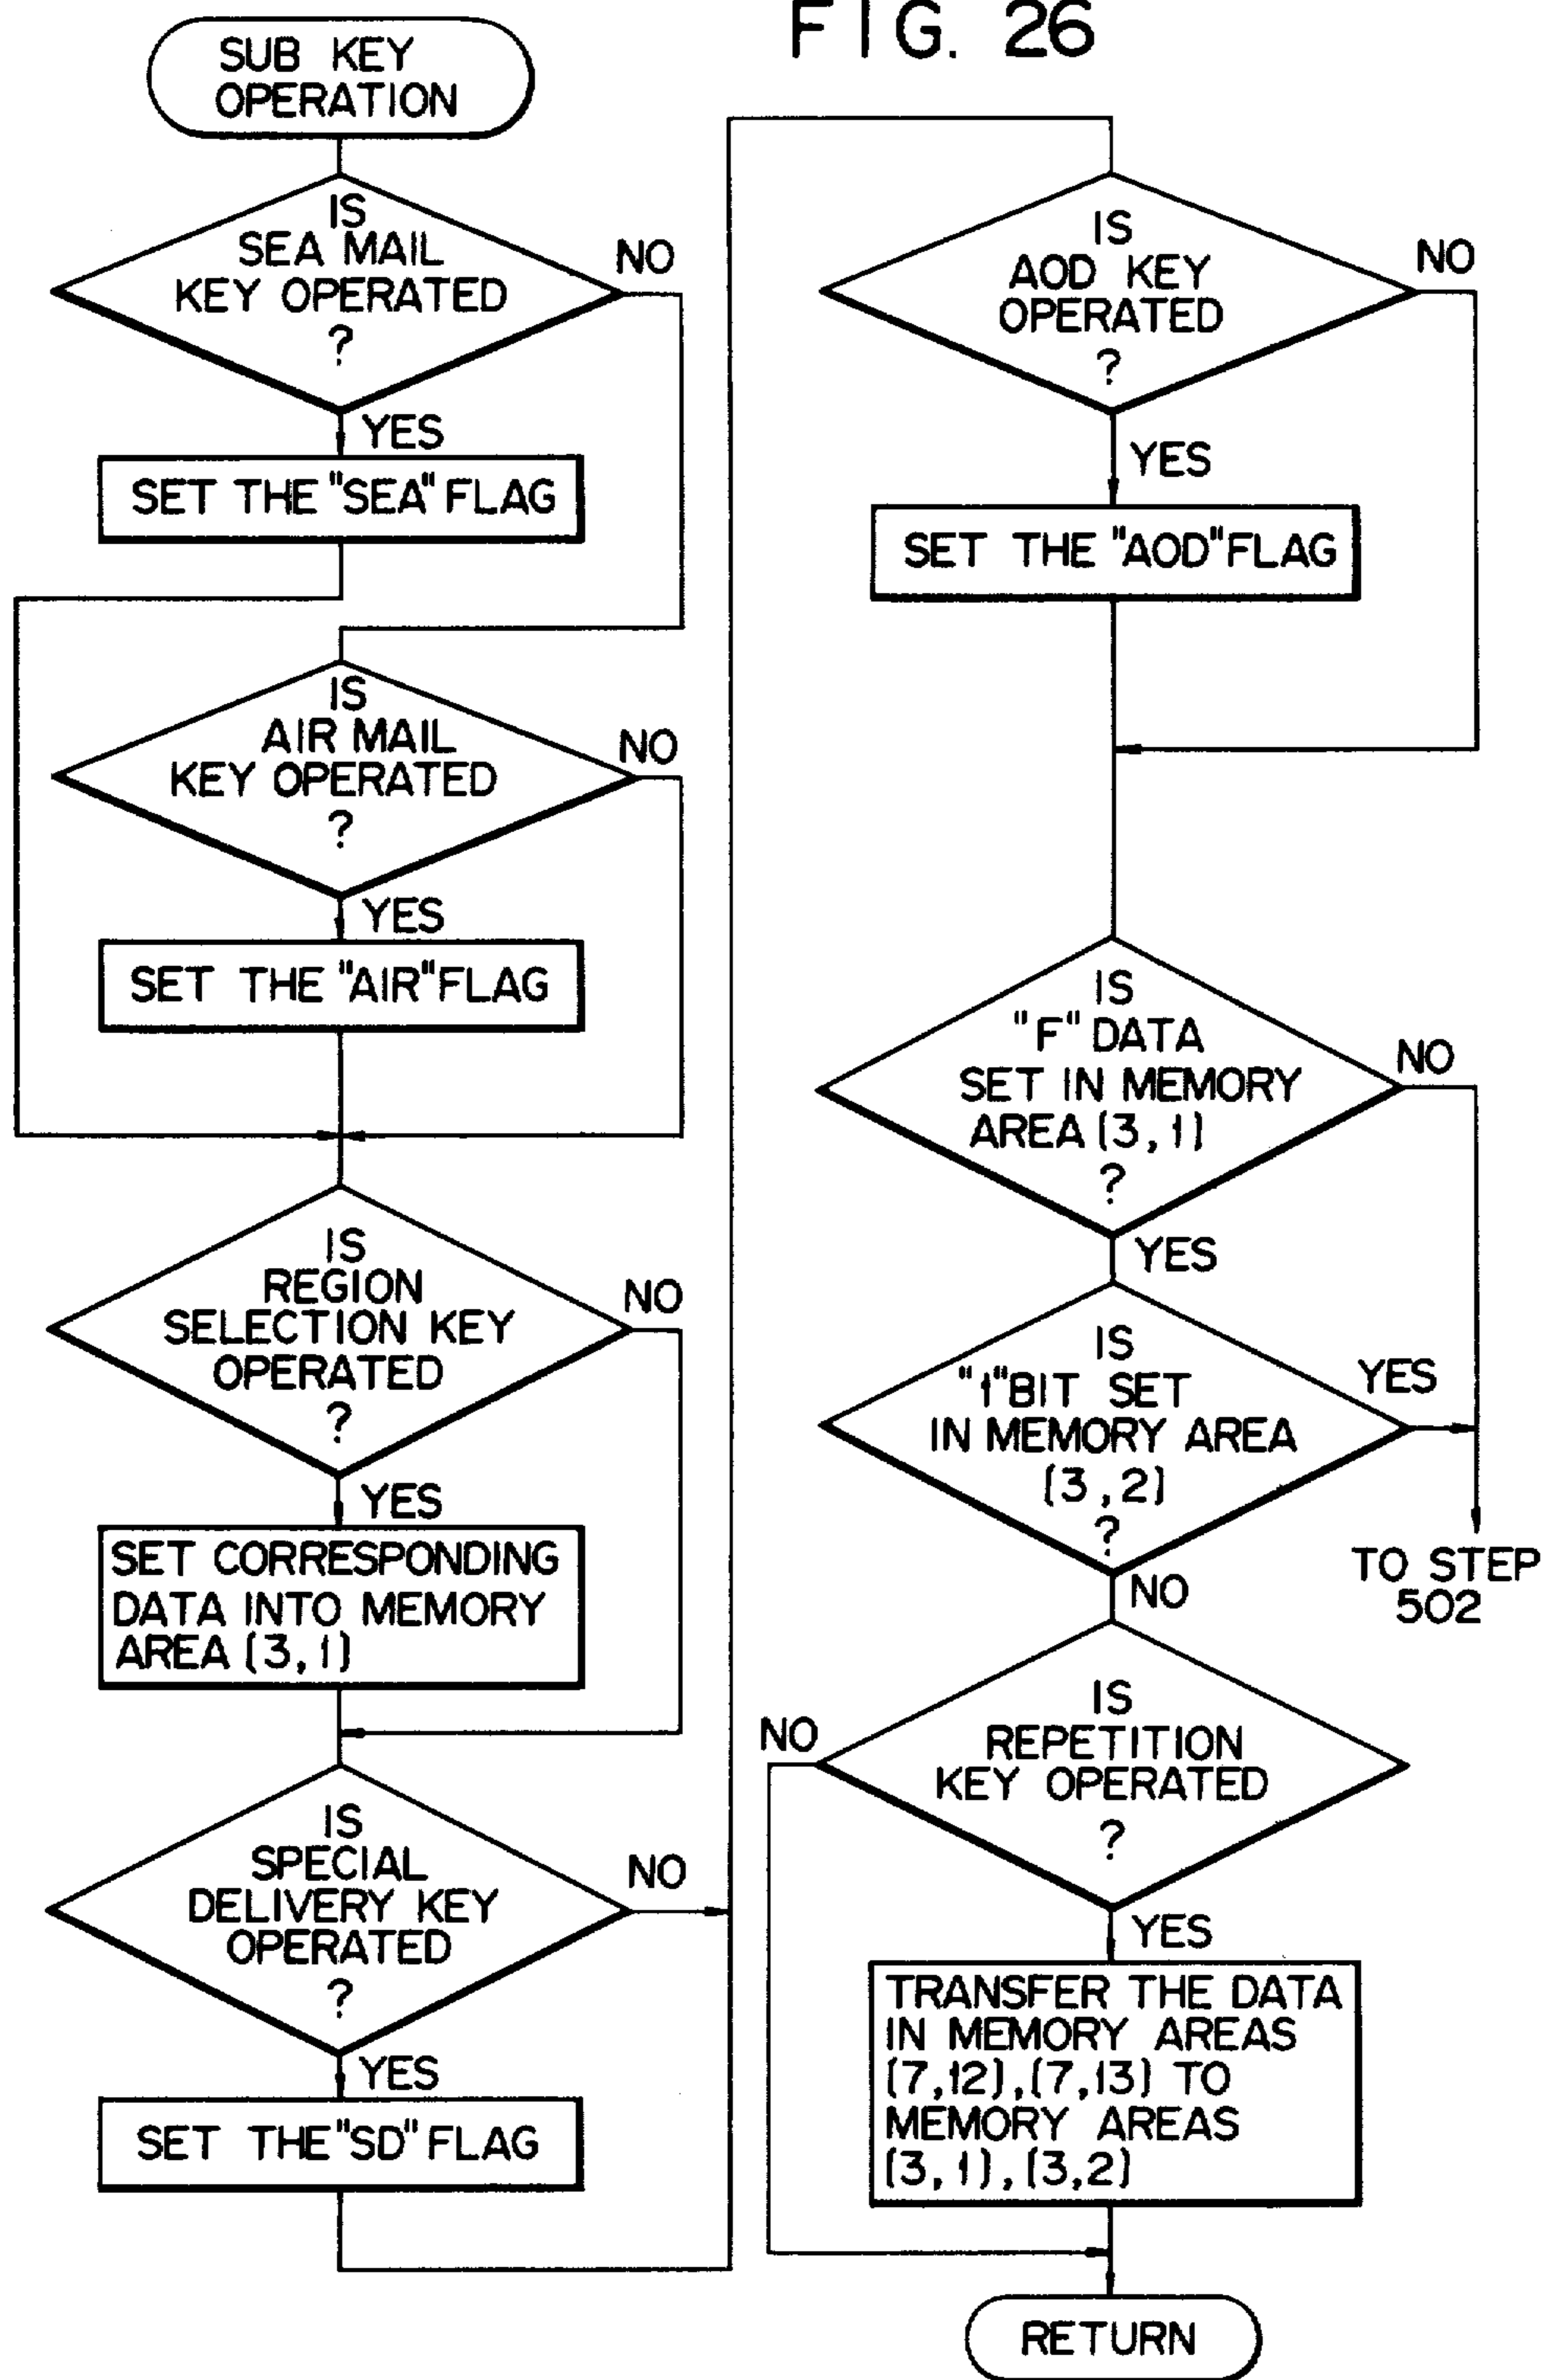 FIG. 26
SUB KEY
OPERATION
IS
SEA MAIL
KEY OPERATED
?
NO
YES
SET THE "SEA" FLAG
IS
AIR MAIL
KEY OPERATED
?
NO
YES
SET THE "AIR" FLAG
IS
REGION
SELECTION KEY
OPERATED
?
NO
YES
SET CORRESPONDING
DATA INTO MEMORY
AREA (3, 1)
IS
SPECIAL
DELIVERY KEY
OPERATED
?
NO
YES
SET THE "SD" FLAG
IS
AOD KEY
OPERATED
?
NO
YES
SET THE "AOD" FLAG
IS
"F" DATA
SET IN MEMORY
AREA (3, 1)
?
NO
YES
IS
"1" BIT SET
IN MEMORY AREA
(3, 2)
?
YES
TO STEP
502
NO
IS
REPETITION
KEY OPERATED
?
NO
YES
TRANSFER THE DATA
IN MEMORY AREAS
(7,12), (7,13) TO
MEMORY AREAS
(3, 1), (3,2)
RETURN